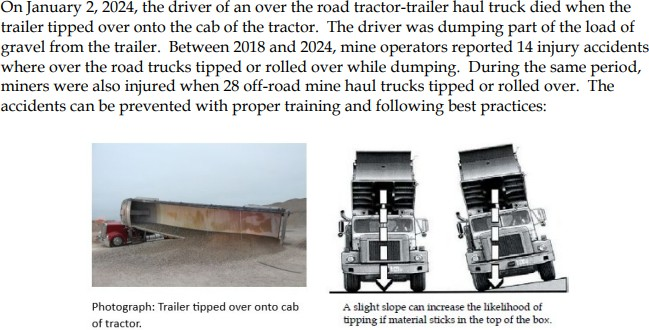 On January 2, 2024, the driver of an over the road tractor-trailer haul truck died when the
trailer tipped over onto the cab of the tractor.  The driver was dumping part of the load of
gravel from the trailer.  Between 2018 and 2024, mine operators reported 14 injury accidents
where over the road trucks tipped or rolled over while dumping.  During the same period,
miners were also injured when 28 off-road mine haul trucks tipped or rolled over.  The
accidents can be prevented with proper training and following best practices:
Photograph: Trailer tipped over onto cab
of tractor.
A slight slope can increase the likelihood of
tipping if material sticks in the top of the box.